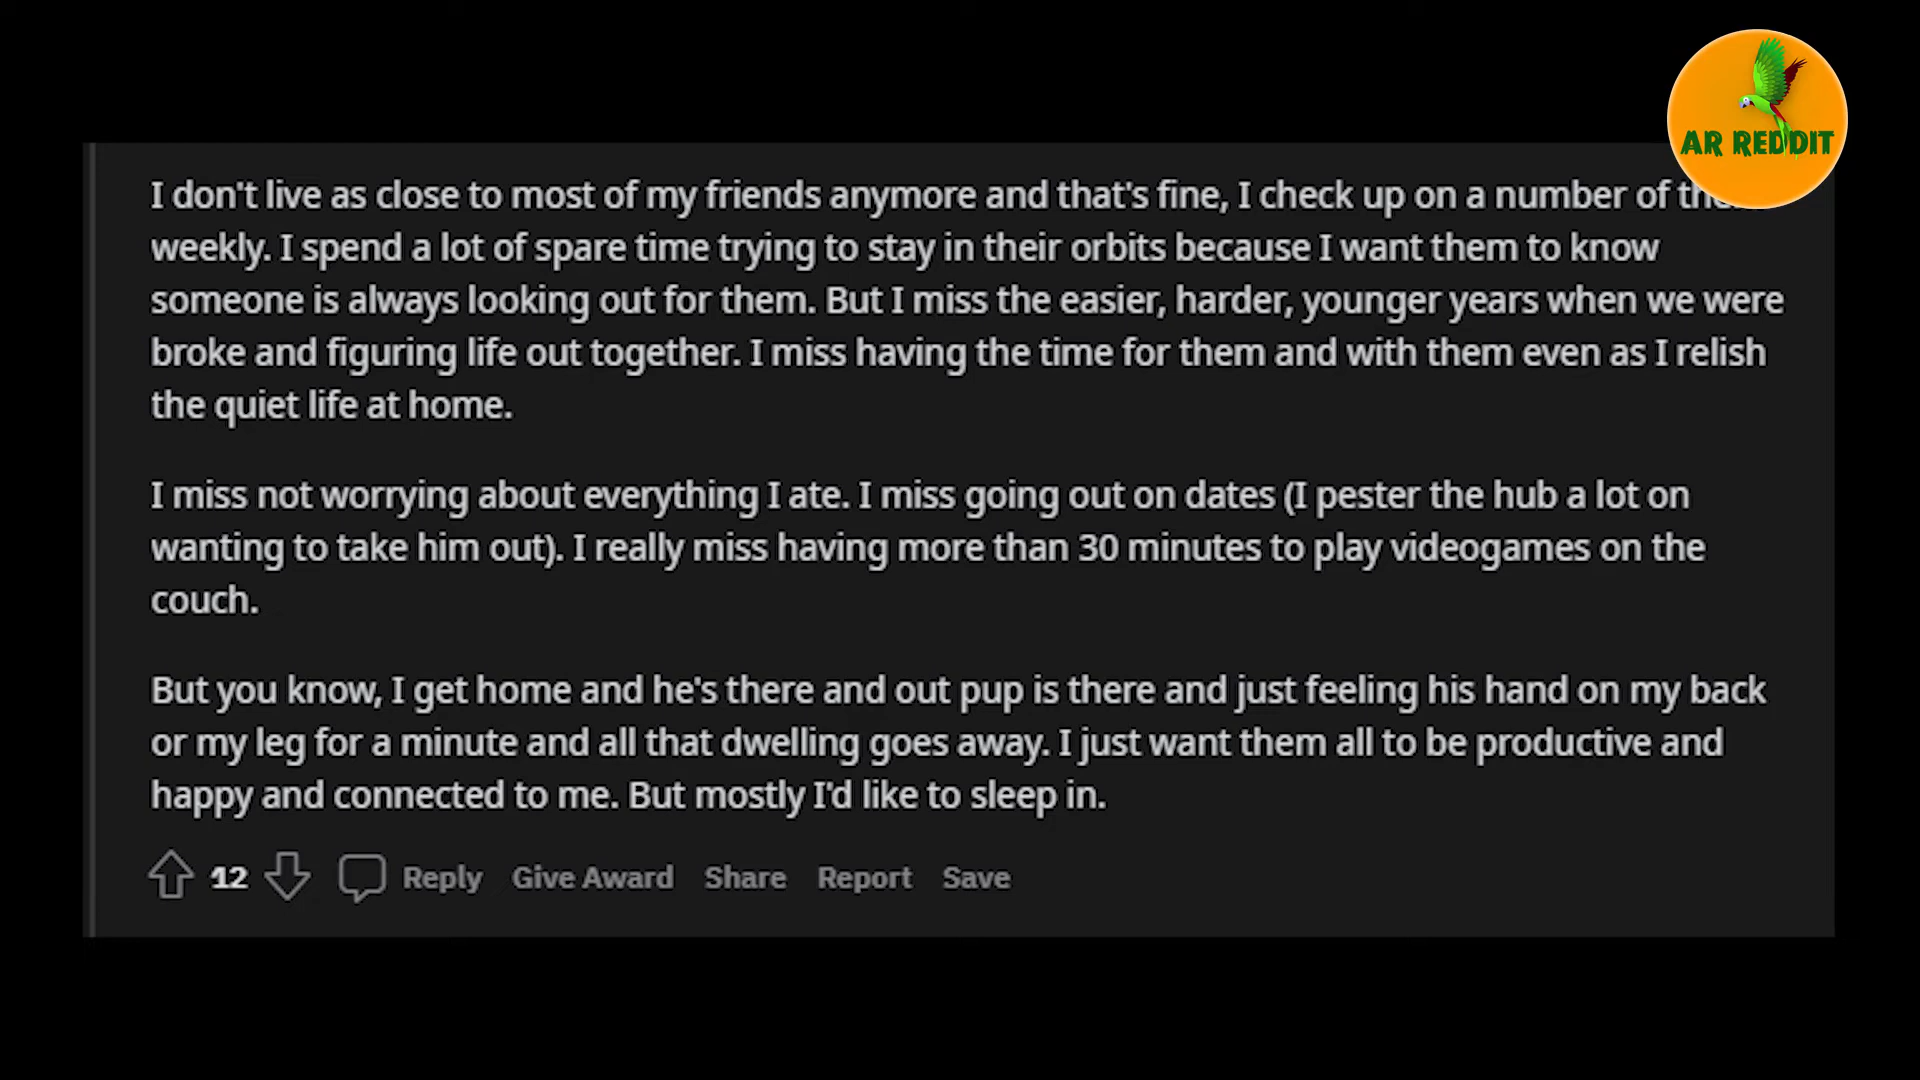 AR REDDIT
I don't live as close to most of my friends anymore and that's fine, I check up on a number of
weekly. I spend a lot of spare time trying to stay in their orbits because I want them to know
someone is always looking out for them. But I miss the easier, harder, younger years when we were
broke and figuring life out together. I miss having the time for them and with them even as I relish
the quiet life at home.
I miss not worrying about everything I ate. I miss going out on dates (I pester the hub a lot on
wanting to take him out). I really miss having more than 30 minutes to play videogames on the
couch.
But you know, I get home and he's there and out pup is there and just feeling his hand on my back
or my leg for a minute and all that dwelling goes away. I just want them all to be productive and
happy and connected to me. But mostly I'd like to sleep in.
12 Reply Give Award Share Report Save